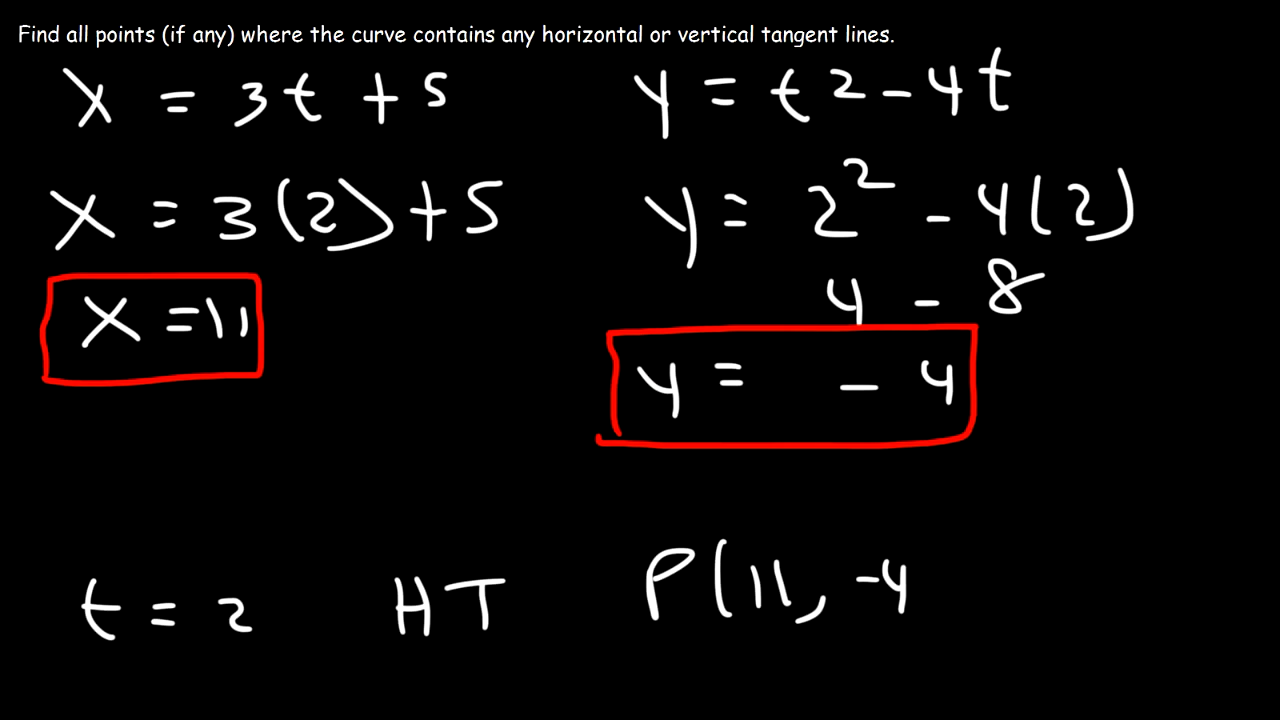 Find all points (if any) where the curve contains any horizontal or vertical tangent lines.
x = 3t + 5 y = t2 - 4t
x = 3(2) + 5 y = 2² - 4(2)
4 - 8
x = 11 y = - 4
t = 2 HT P(11, -4